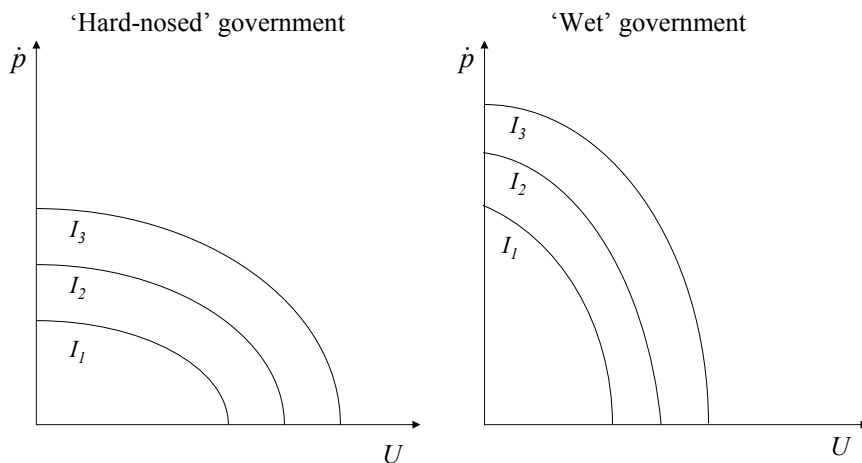 ‘Hard-nosed’ government
ṗ
I₃
I₂
I₁
U
‘Wet’ government
ṗ
I₃
I₂
I₁
U